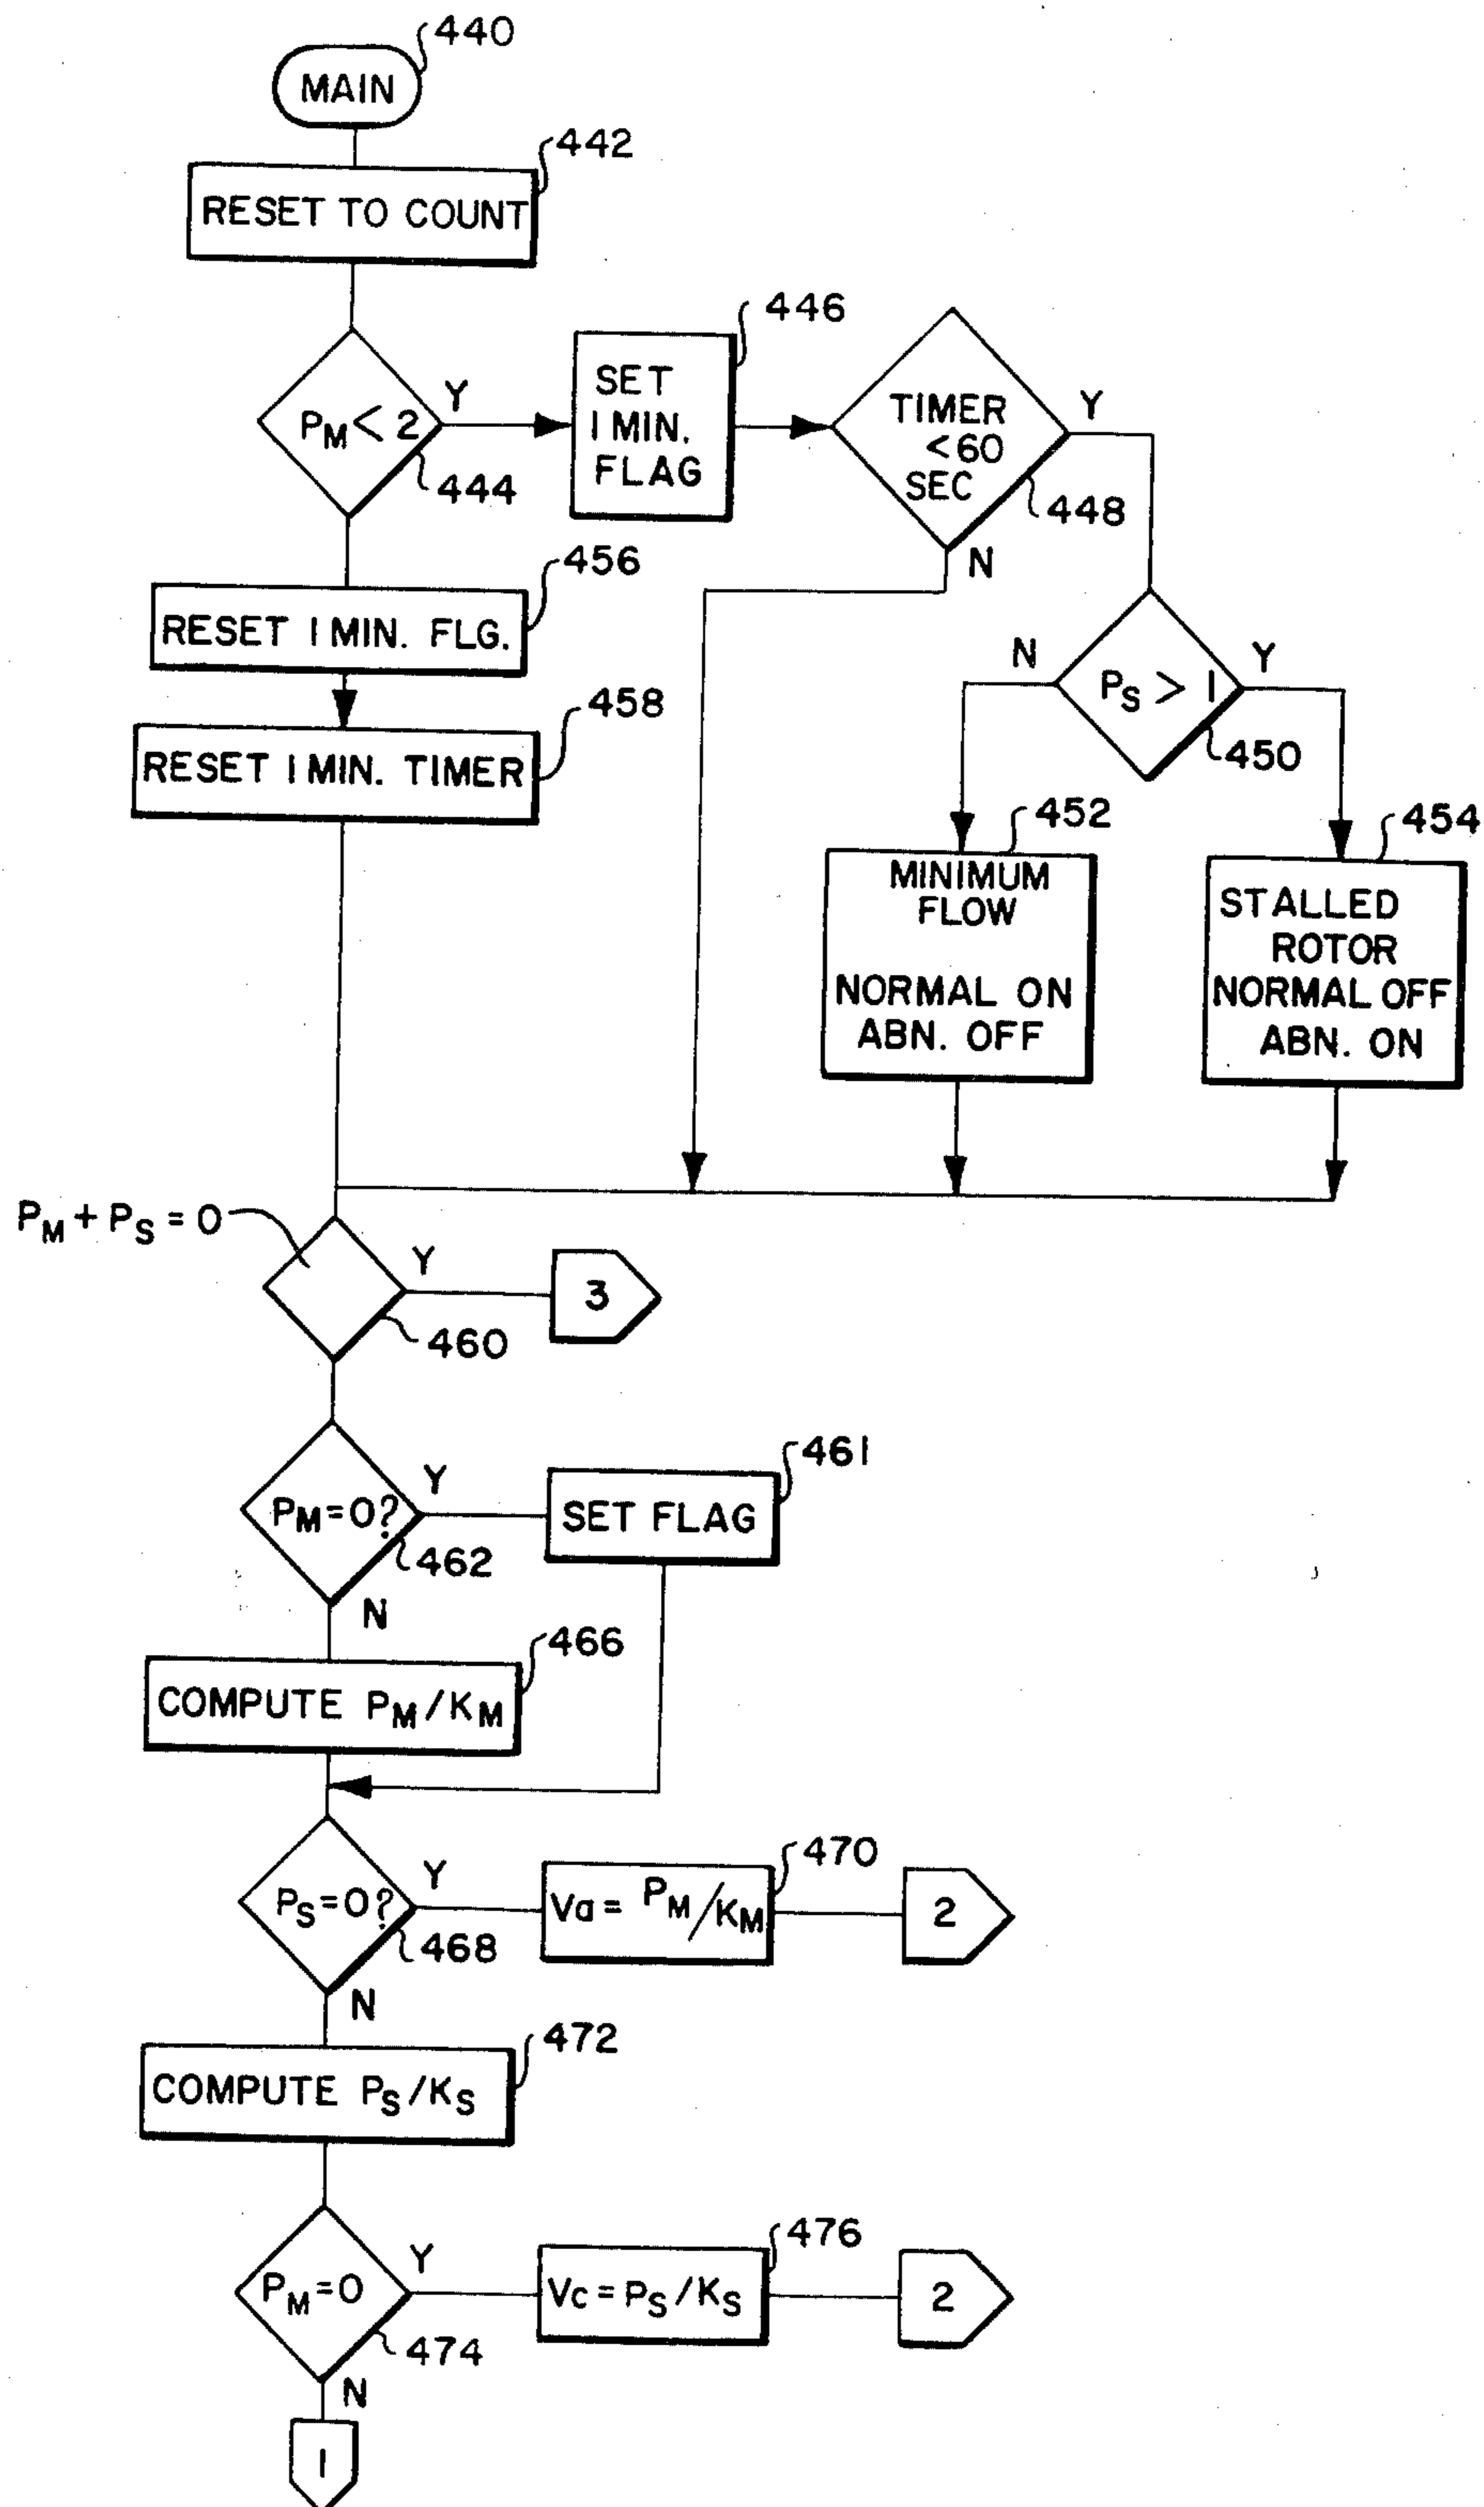 440
MAIN
442
RESET TO COUNT
446
PM < 2
Y
444
SET
1 MIN.
FLAG
TIMER
<60
SEC
Y
448
N
456
RESET 1 MIN. FLG.
458
RESET 1 MIN. TIMER
N
PS > 1
Y
450
452
MINIMUM
FLOW
NORMAL ON
ABN. OFF
454
STALLED
ROTOR
NORMAL OFF
ABN. ON
PM + PS = 0
Y
3
460
461
PM=0?
Y
SET FLAG
462
N
466
COMPUTE PM/KM
470
PS=0?
Y
Va= PM/KM
2
468
N
472
COMPUTE PS/KS
476
PM=0
Y
Vc=PS/KS
2
474
N
1